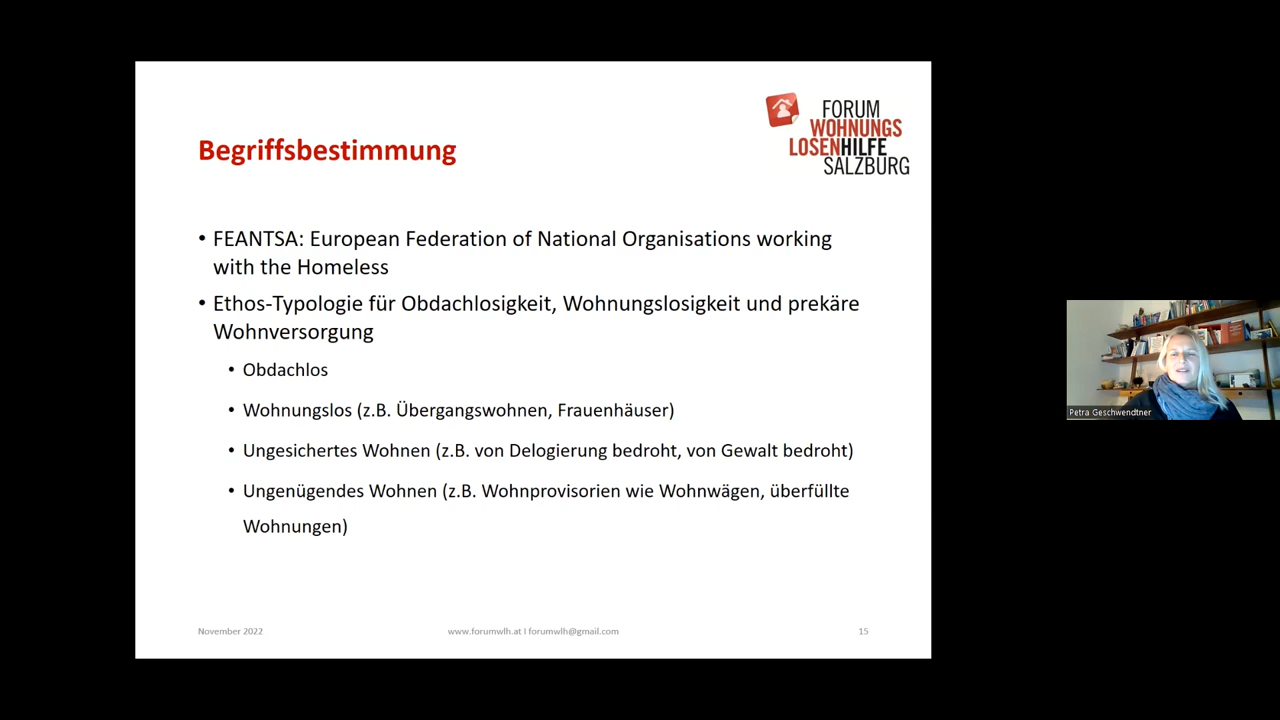 FORUM
WOHNUNGS
LOSENHILFE
SALZBURG
Begriffsbestimmung
• FEANTSA: European Federation of National Organisations working
with the Homeless
• Ethos-Typologie für Obdachlosigkeit, Wohnungslosigkeit und prekäre
Wohnversorgung
• Obdachlos
• Wohnungslos (z.B. Übergangswohnen, Frauenhäuser)
• Ungesichertes Wohnen (z.B. von Delogierung bedroht, von Gewalt bedroht)
• Ungenügendes Wohnen (z.B. Wohnprovisorien wie Wohnwägen, überfüllte
Wohnungen)
November 2022
www.forumwlh.at I forumwlh@gmail.com
15
Petra Geschwendtner